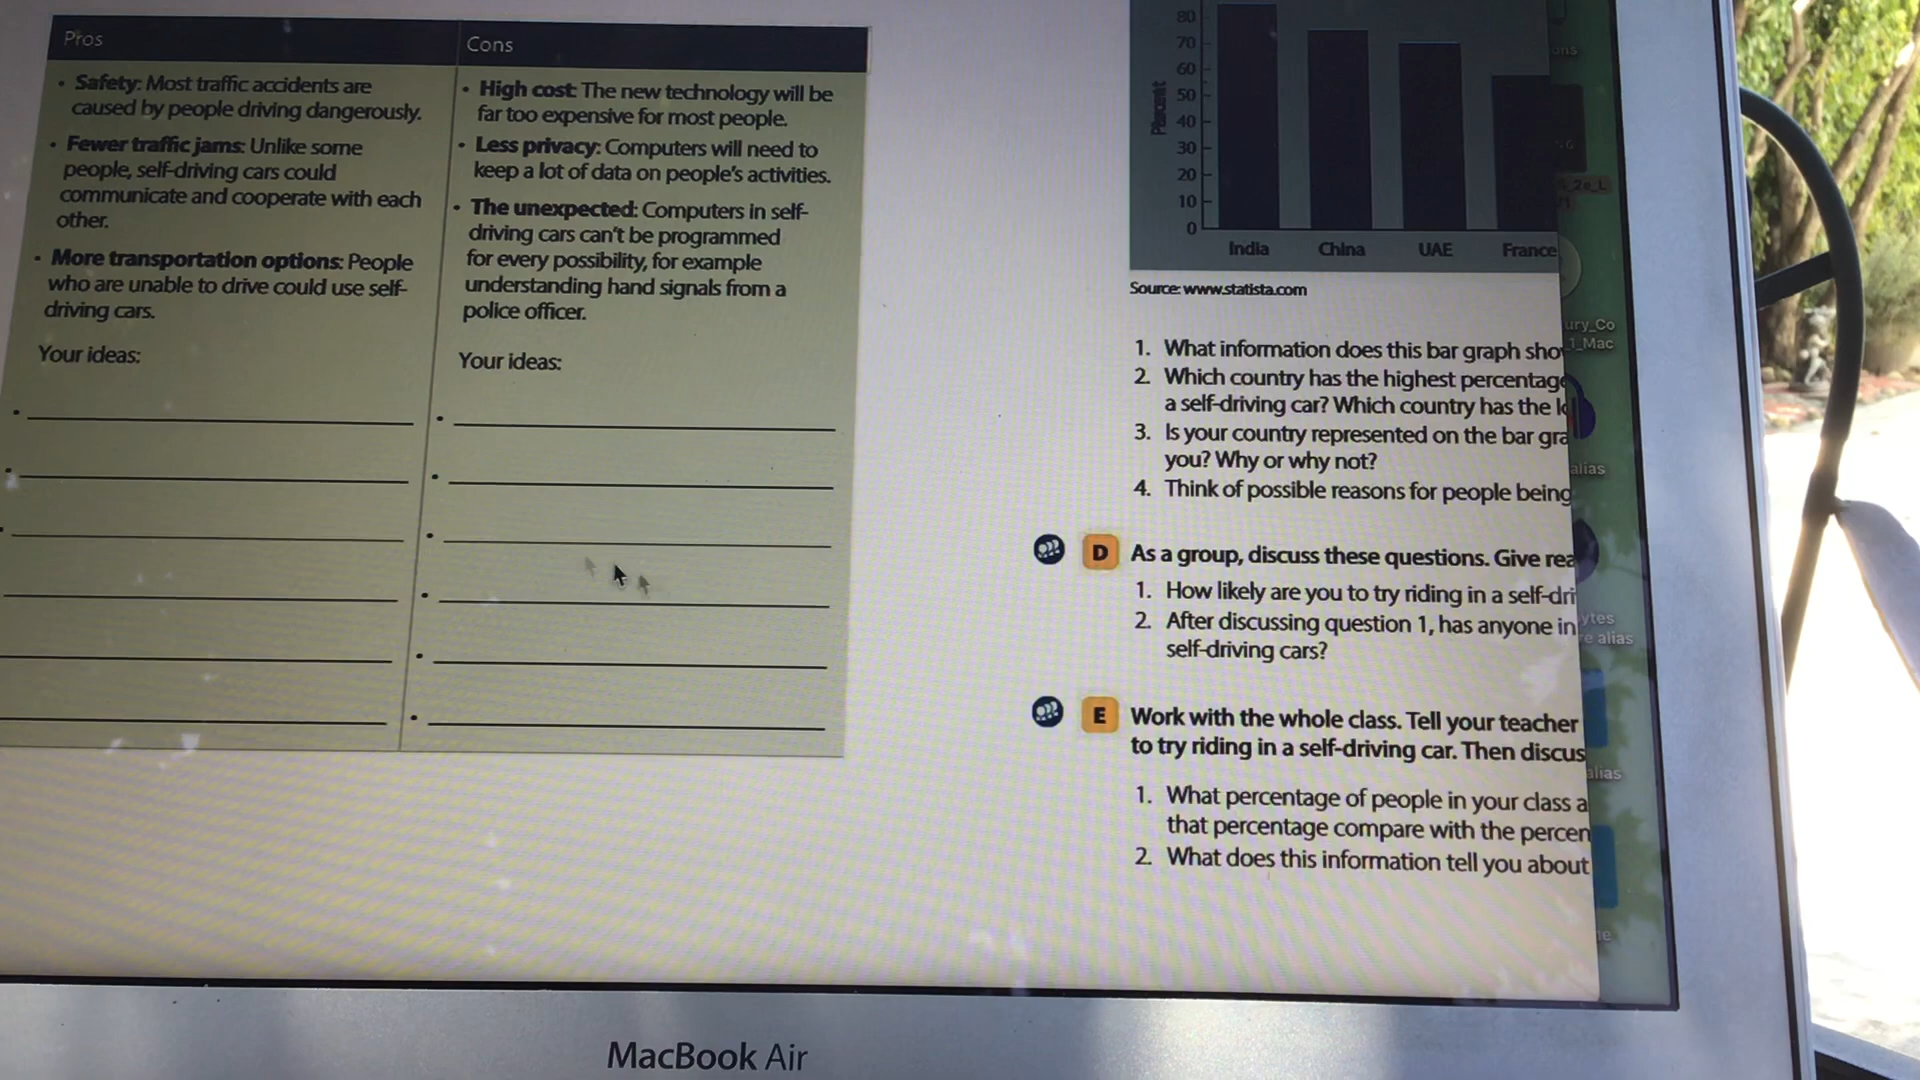 Pros
Safety: Most traffic accidents are
caused by people driving dangerously.
Fewer traffic jams: Unlike some
people, self-driving cars could
communicate and cooperate with each
other.
More transportation options: People
who are unable to drive could use self-
driving cars.
Your ideas:
Cons
High cost: The new technology will be
far too expensive for most people.
Less privacy: Computers will need to
keep a lot of data on people's activities.
The unexpected: Computers in self-
driving cars can't be programmed
for every possibility, for example
understanding hand signals from a
police officer.
Your ideas:
80
70
60
50
40
30
20
10
0
Percent
India China UAE France
Source: www.statista.com
1. What information does this bar graph sho
2. Which country has the highest percentage
a self-driving car? Which country has the
3. Is your country represented on the bar gra
you? Why or why not?
4. Think of possible reasons for people being
D As a group, discuss these questions. Give rea
1. How likely are you to try riding in a self-dri
2. After discussing question 1, has anyone in
self-driving cars?
E Work with the whole class. Tell your teacher
to try riding in a self-driving car. Then discus
1. What percentage of people in your class a
that percentage compare with the percen
2. What does this information tell you about
ons
2e_L
ury_Co
1_Mac
alias
ytes
re alias
alias
MacBook Air